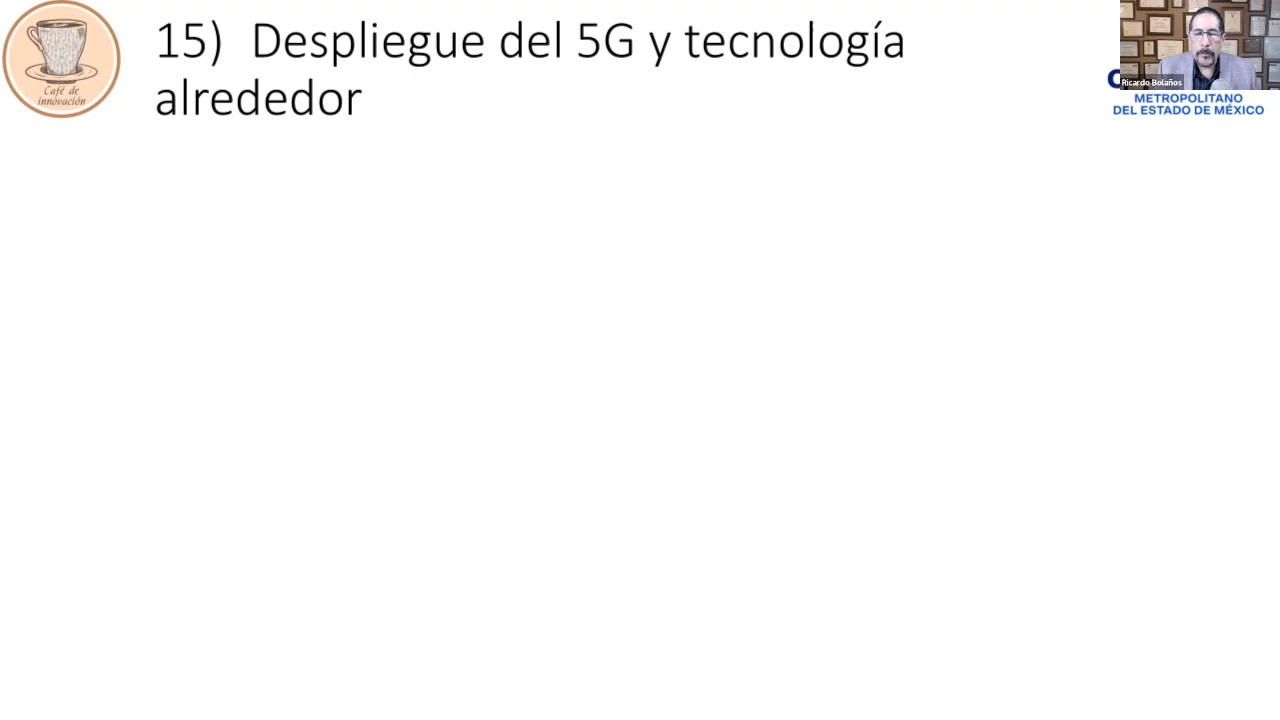 15) Despliegue del 5G y tecnología
alrededor
Café de
innovación
Ricardo Bolaños
METROPOLITANO
DEL ESTADO DE MÉXICO